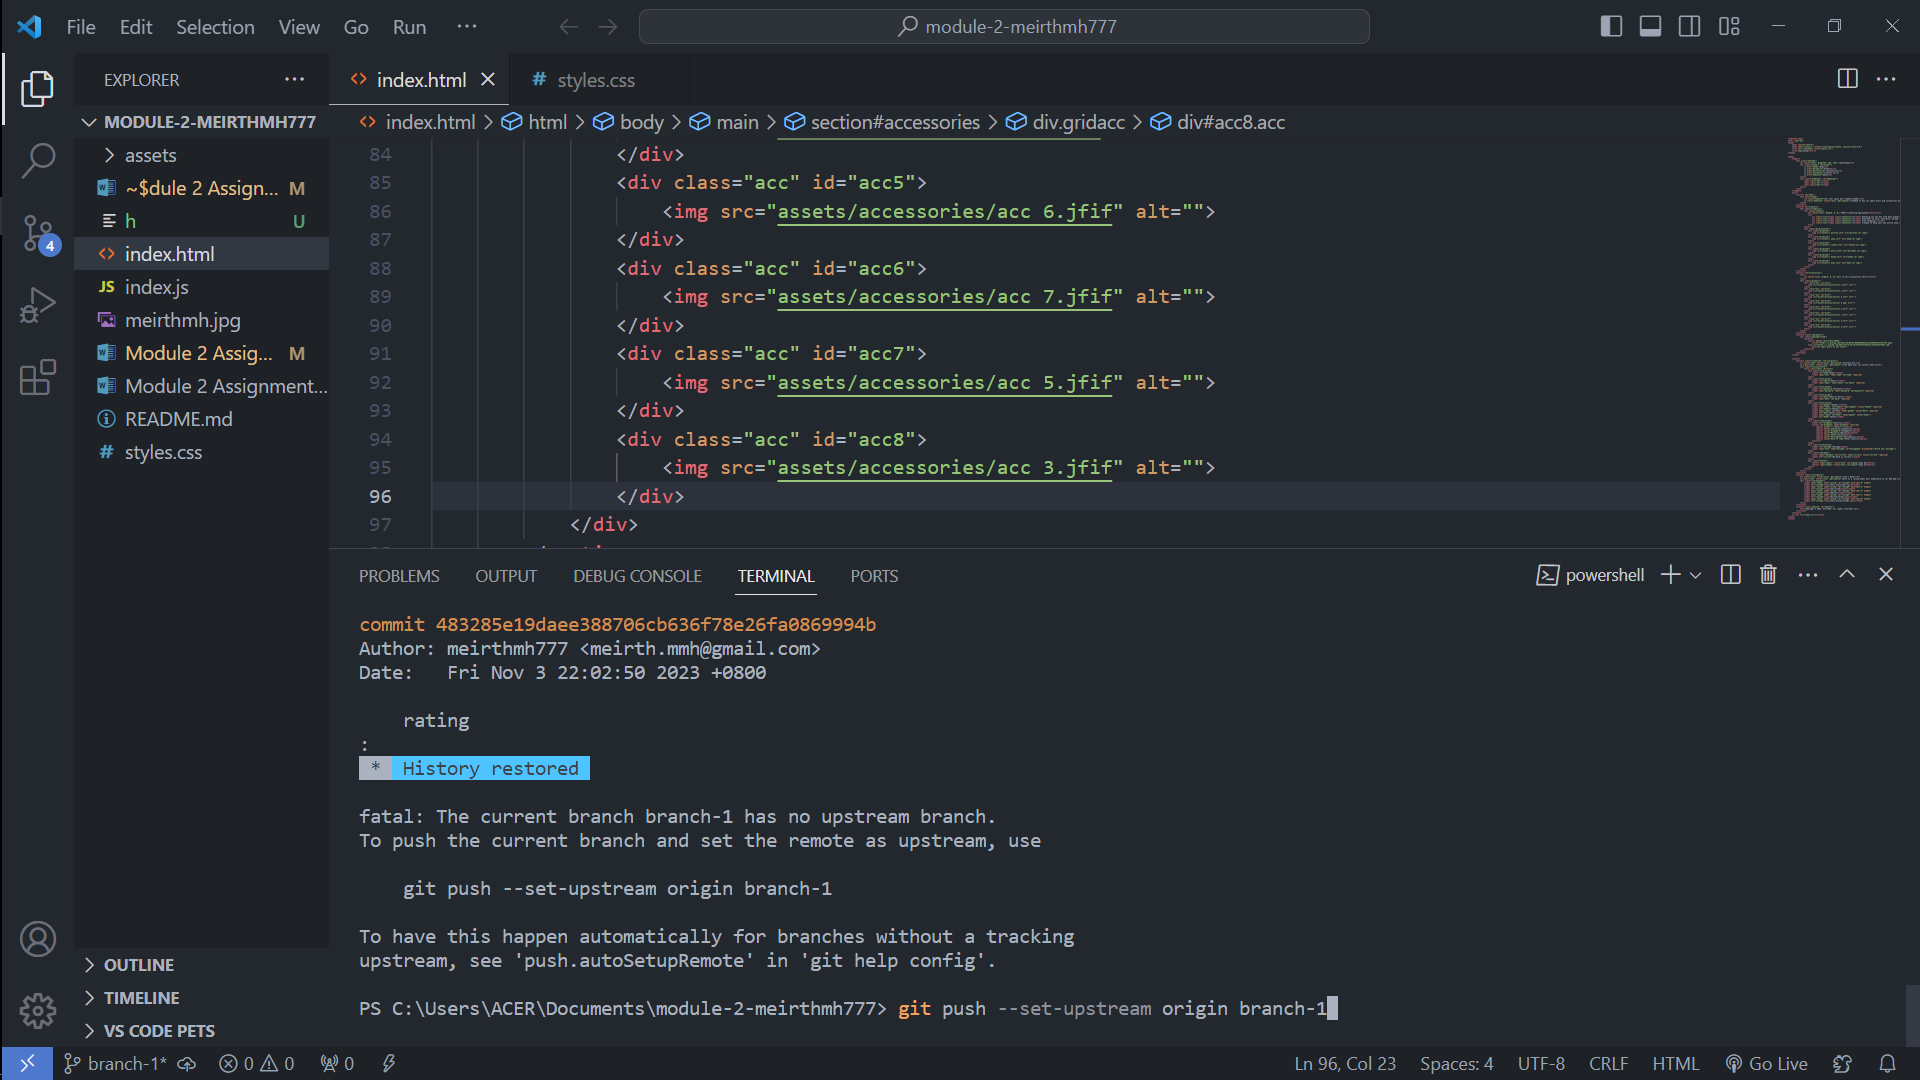 File Edit Selection View Go Run ··· module-2-meirthmh777
EXPLORER ···
MODULE-2-MEIRTHMH777
assets
~$dule 2 Assign... M
h U
index.html
index.js
meirthmh.jpg
Module 2 Assig... M
Module 2 Assignment...
README.md
styles.css
4
OUTLINE
TIMELINE
VS CODE PETS
index.html # styles.css
index.html > html > body > main > section#accessories > div.gridacc > div#acc8.acc
84 </div>
85 <div class="acc" id="acc5">
86 <img src="assets/accessories/acc 6.jfif" alt="">
87 </div>
88 <div class="acc" id="acc6">
89 <img src="assets/accessories/acc 7.jfif" alt="">
90 </div>
91 <div class="acc" id="acc7">
92 <img src="assets/accessories/acc 5.jfif" alt="">
93 </div>
94 <div class="acc" id="acc8">
95 <img src="assets/accessories/acc 3.jfif" alt="">
96 </div>
97 </div>
PROBLEMS OUTPUT DEBUG CONSOLE TERMINAL PORTS powershell
commit 483285e19daee388706cb636f78e26fa0869994b
Author: meirthmh777 <meirth.mmh@gmail.com>
Date: Fri Nov 3 22:02:50 2023 +0800
rating
:
* History restored
fatal: The current branch branch-1 has no upstream branch.
To push the current branch and set the remote as upstream, use
git push --set-upstream origin branch-1
To have this happen automatically for branches without a tracking
upstream, see 'push.autoSetupRemote' in 'git help config'.
PS C:\Users\ACER\Documents\module-2-meirthmh777> git push --set-upstream origin branch-1
branch-1* 0 0 0 Ln 96, Col 23 Spaces: 4 UTF-8 CRLF HTML Go Live